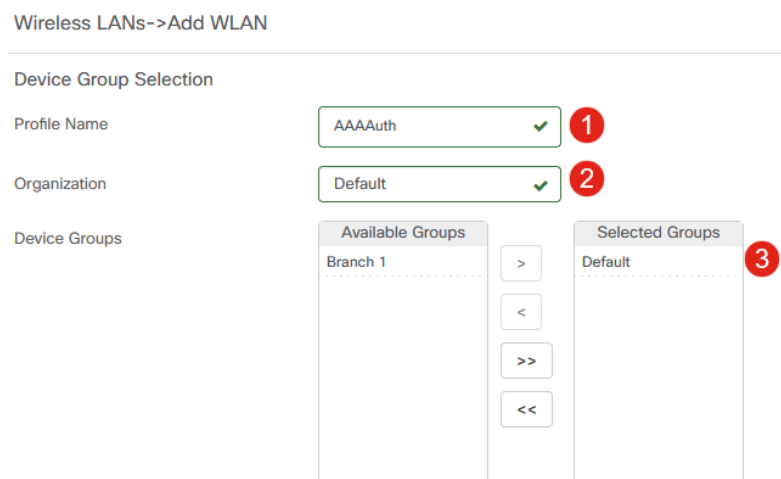 Wireless LANs->Add WLAN
Device Group Selection
Profile Name
AAAAuth
1
Organization
Default
2
Device Groups
Available Groups
Selected Groups
Branch 1
>
Default
3
<
>>
<<